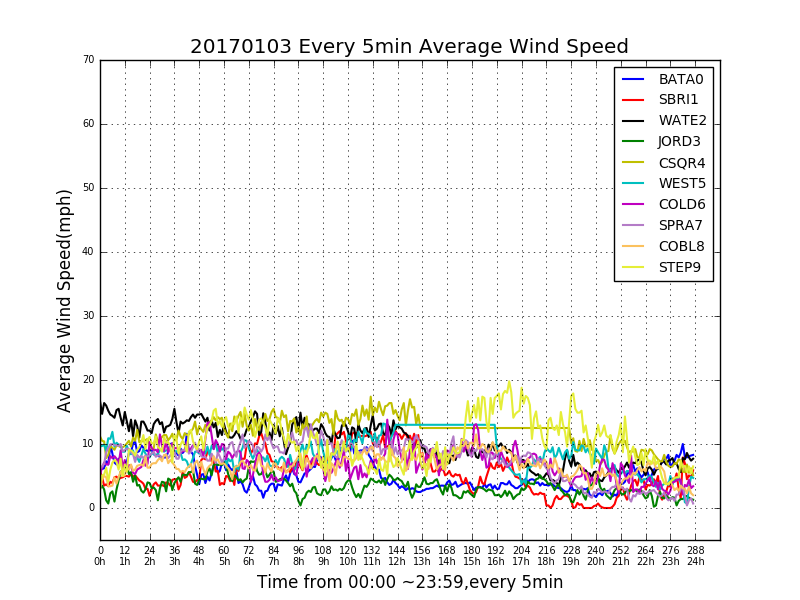 20170103 Every 5min Average Wind Speed
70
60
50
40
30
20
10
0
Average Wind Speed(mph)
BATA0
SBRI1
WATE2
JORD3
CSQR4
WEST5
COLD6
SPRA7
COBL8
STEP9
0 12 24 36 48 60 72 84 96 108 120 132 144 156 168 180 192 204 216 228 240 252 264 276 288
0h 1h 2h 3h 4h 5h 6h 7h 8h 9h 10h 11h 12h 13h 14h 15h 16h 17h 18h 19h 20h 21h 22h 23h 24h
Time from 00:00 ~23:59,every 5min